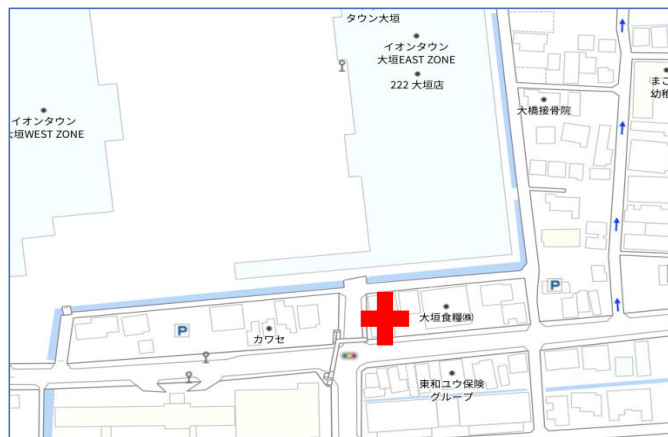 タウン大垣
イオンタウン
大垣EAST ZONE
222 大垣店
イオンタウン
大垣WEST ZONE
大橋接骨院
まこ
幼稚
P
大垣食糧㈱
P
カワセ
東和ユウ保険
グループ